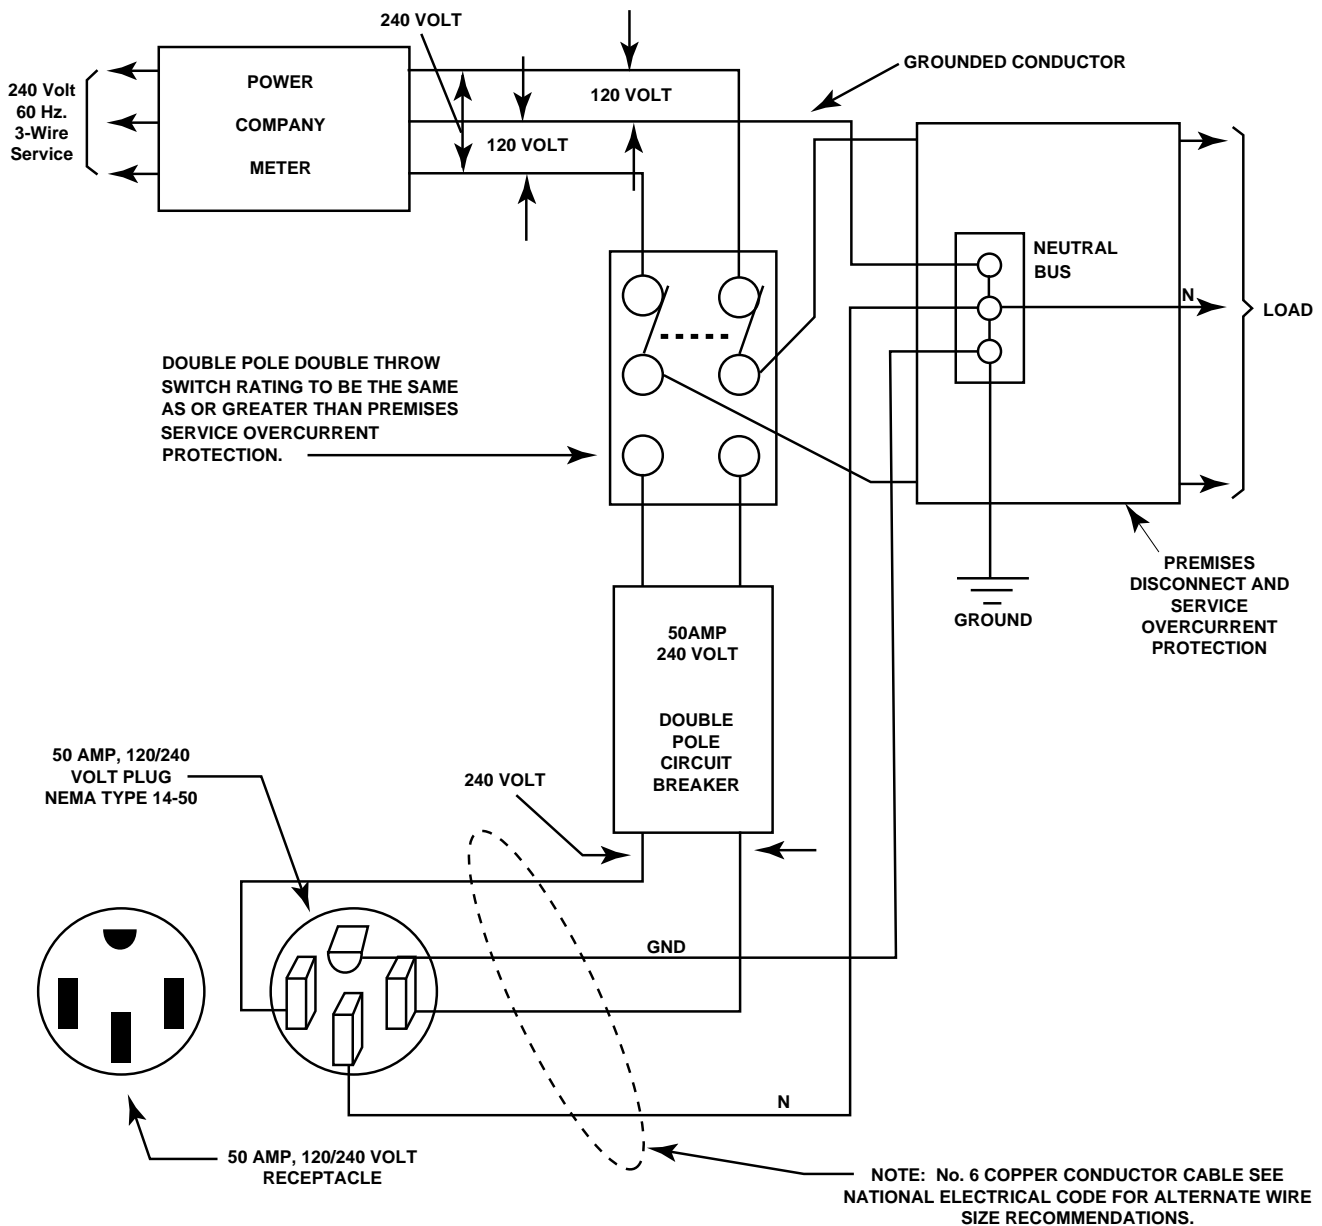 240 VOLT
GROUNDED CONDUCTOR
240 Volt
60 Hz.
3-Wire
Service
POWER
COMPANY
METER
120 VOLT
120 VOLT
NEUTRAL
BUS
N
LOAD
DOUBLE POLE DOUBLE THROW
SWITCH RATING TO BE THE SAME
AS OR GREATER THAN PREMISES
SERVICE OVERCURRENT
PROTECTION.
GROUND
PREMISES
DISCONNECT AND
SERVICE
OVERCURRENT
PROTECTION
50AMP
240 VOLT
DOUBLE
POLE
CIRCUIT
BREAKER
50 AMP, 120/240
VOLT PLUG
NEMA TYPE 14-50
240 VOLT
GND
N
50 AMP, 120/240 VOLT
RECEPTACLE
NOTE: No. 6 COPPER CONDUCTOR CABLE SEE
NATIONAL ELECTRICAL CODE FOR ALTERNATE WIRE
SIZE RECOMMENDATIONS.